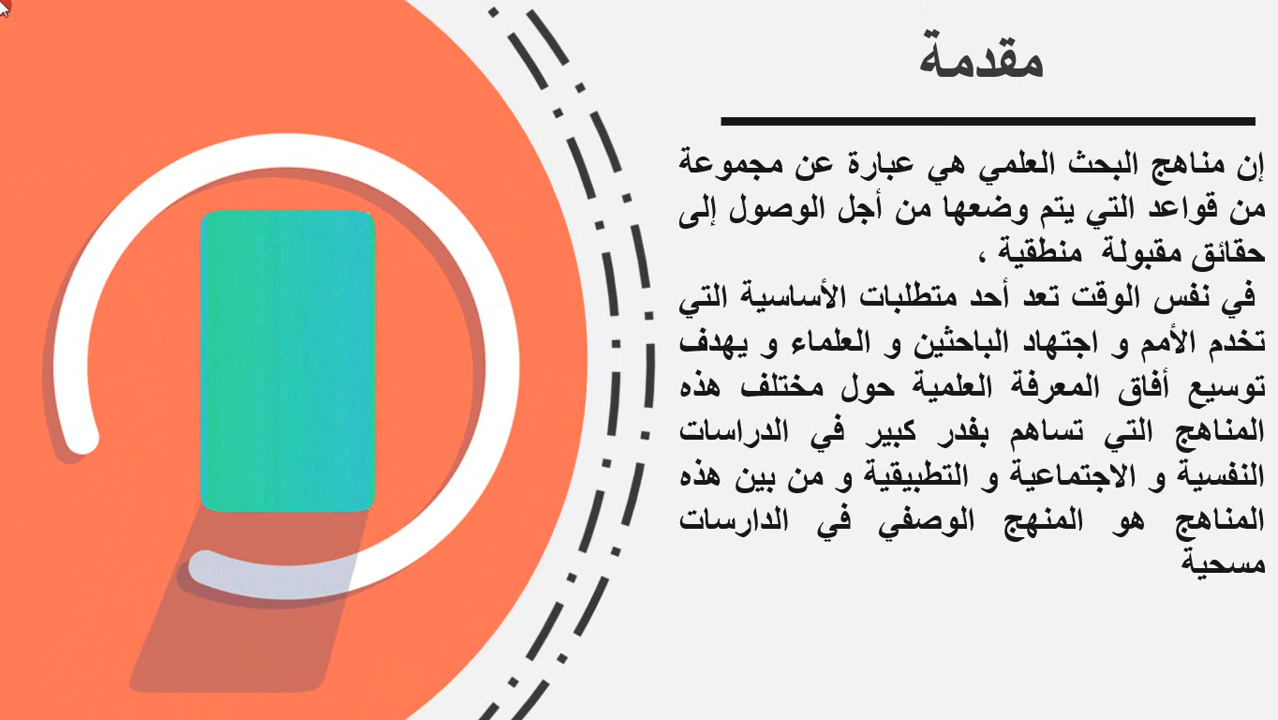 مقدمة
إن مناهج البحث العلمي هي عبارة عن مجموعة
من قواعد التي يتم وضعها من أجل الوصول إلى
حقائق مقبولة منطقية ،
في نفس الوقت تعد أحد متطلبات الأساسية التي
تخدم الأمم و اجتهاد الباحثين و العلماء و يهدف
توسيع أفاق المعرفة العلمية حول مختلف هذه
المناهج التي تساهم بفدر كبير في الدراسات
النفسية و الاجتماعية و التطبيقية و من بين هذه
المناهج هو المنهج الوصفي في الدارسات
مسحية